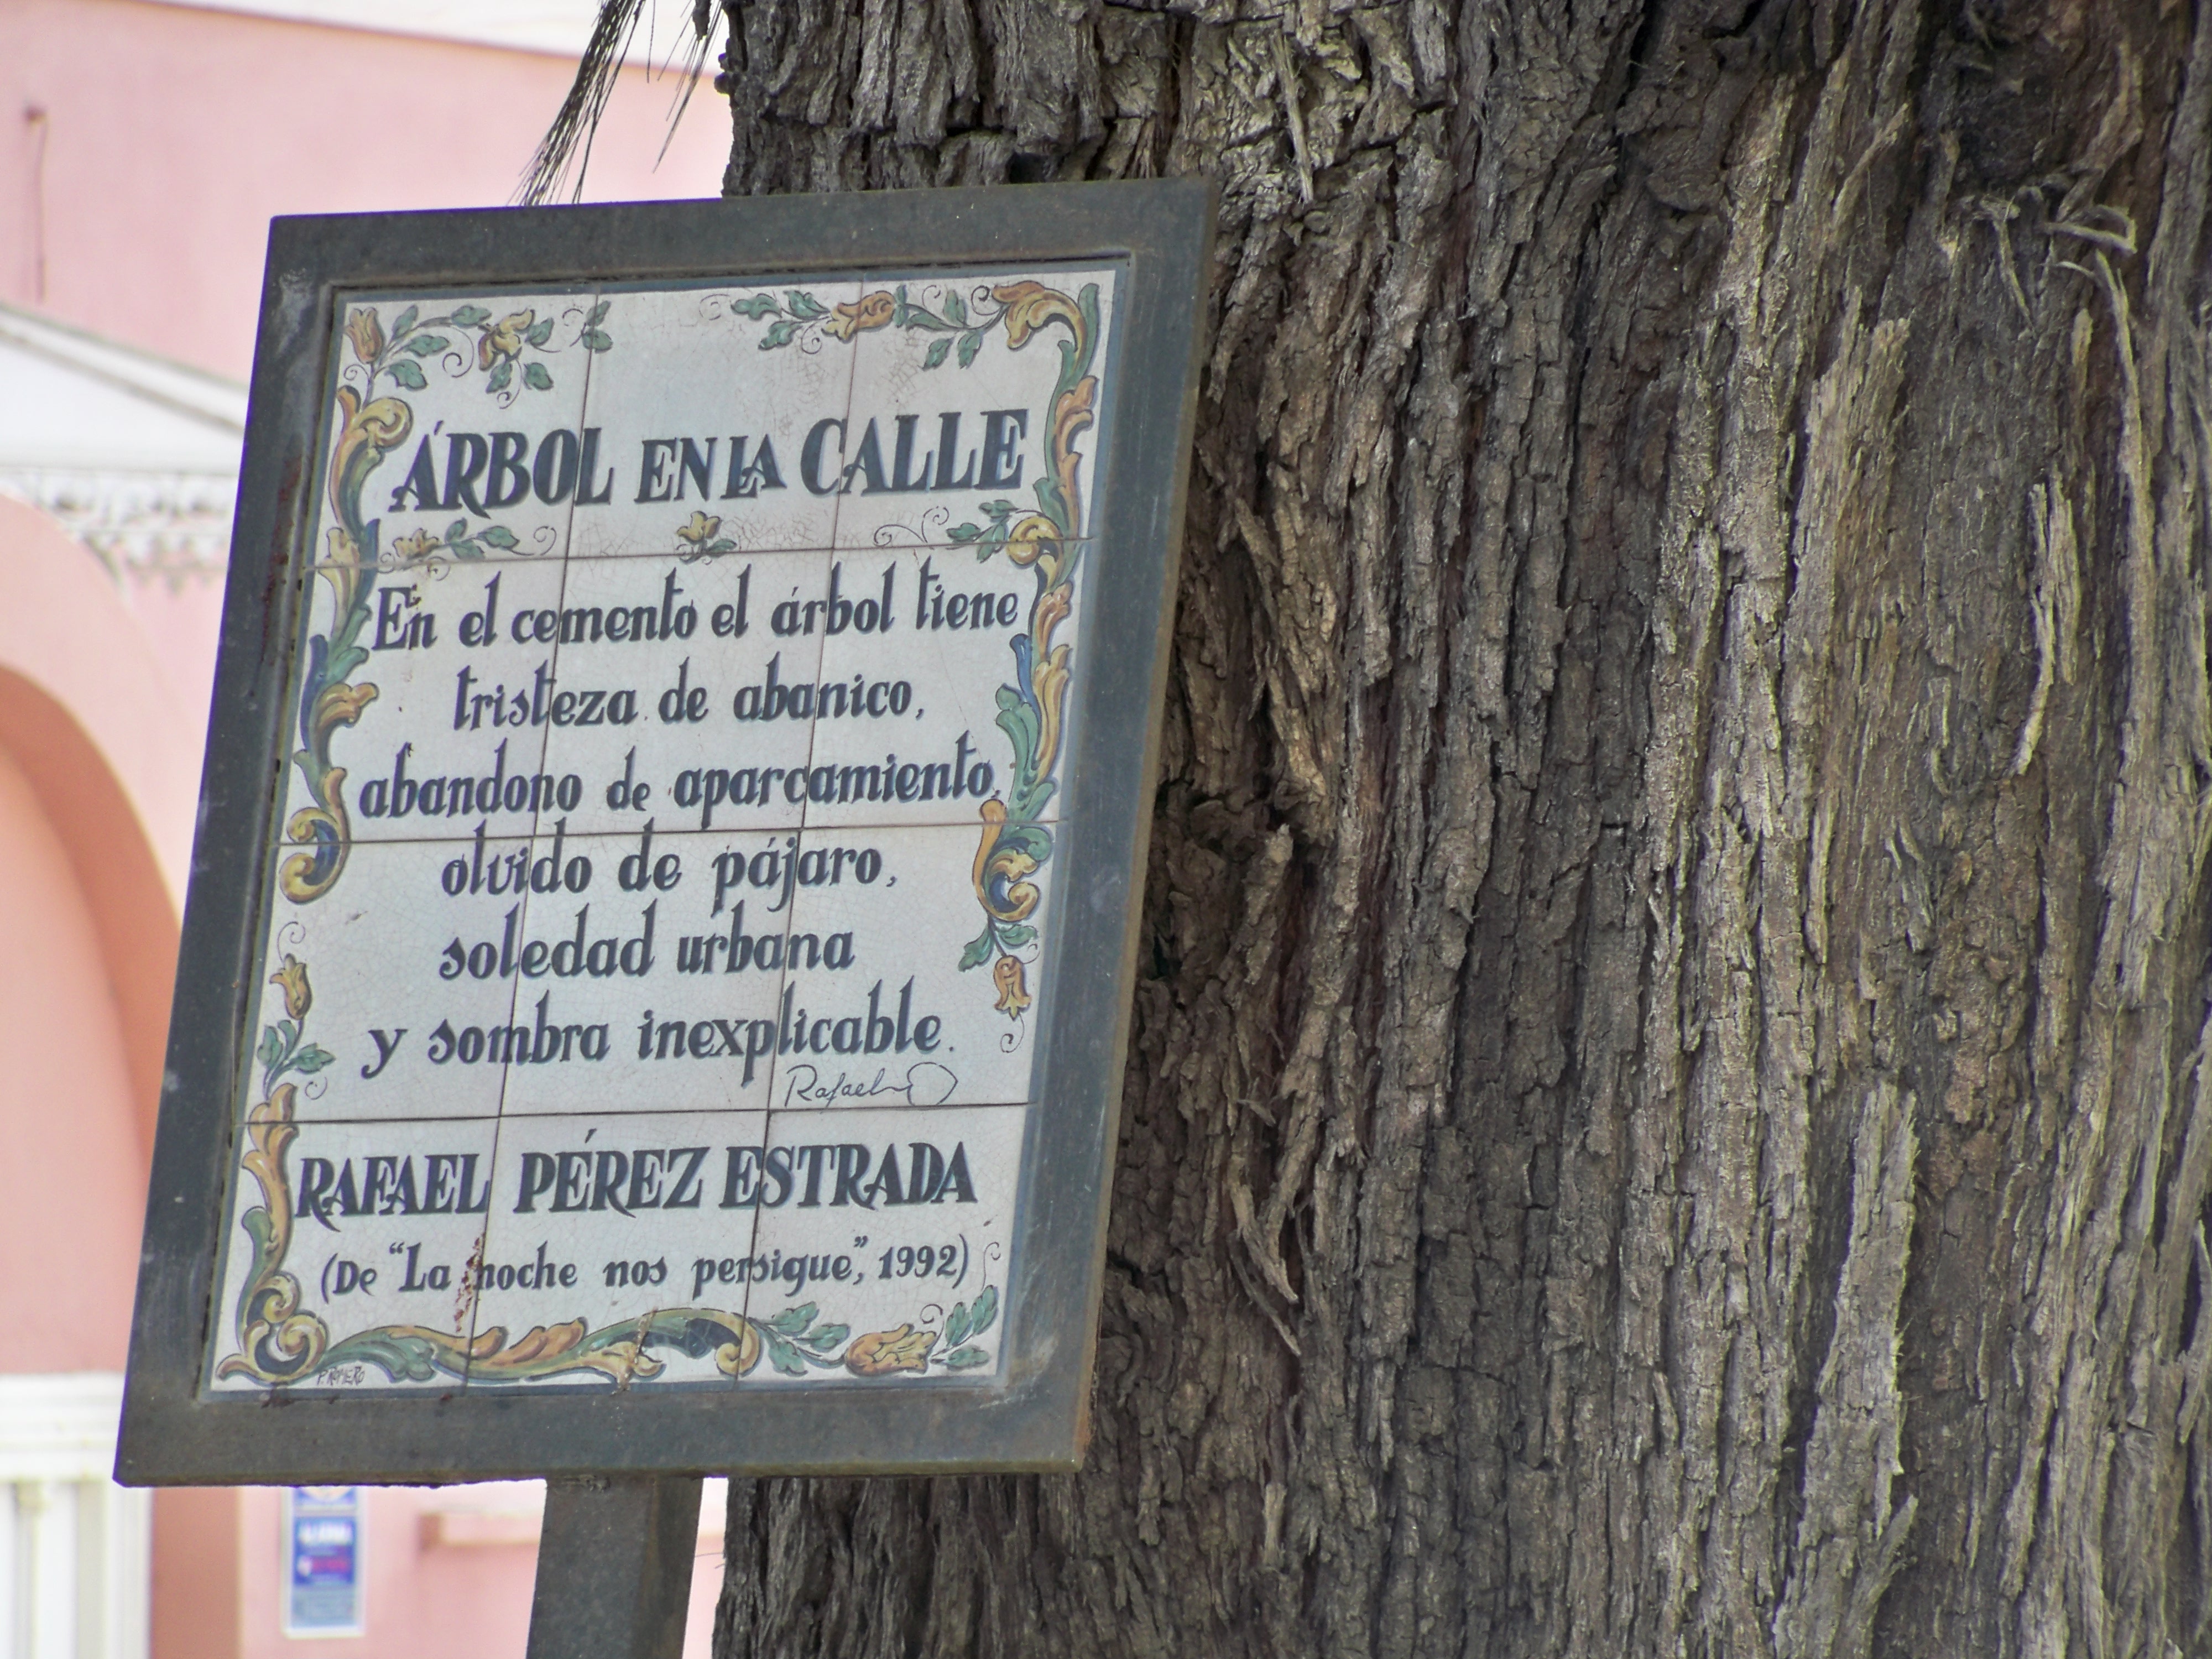 ÁRBOL EN LA CALLE
En el cemento el árbol tiene
tristeza de abanico,
abandono de aparcamiento,
olvido de pájaro,
soledad urbana
y sombra inexplicable.
Rafael
RAFAEL PÉREZ ESTRADA
(De "La noche nos persigue", 1992)
F. ROMERO